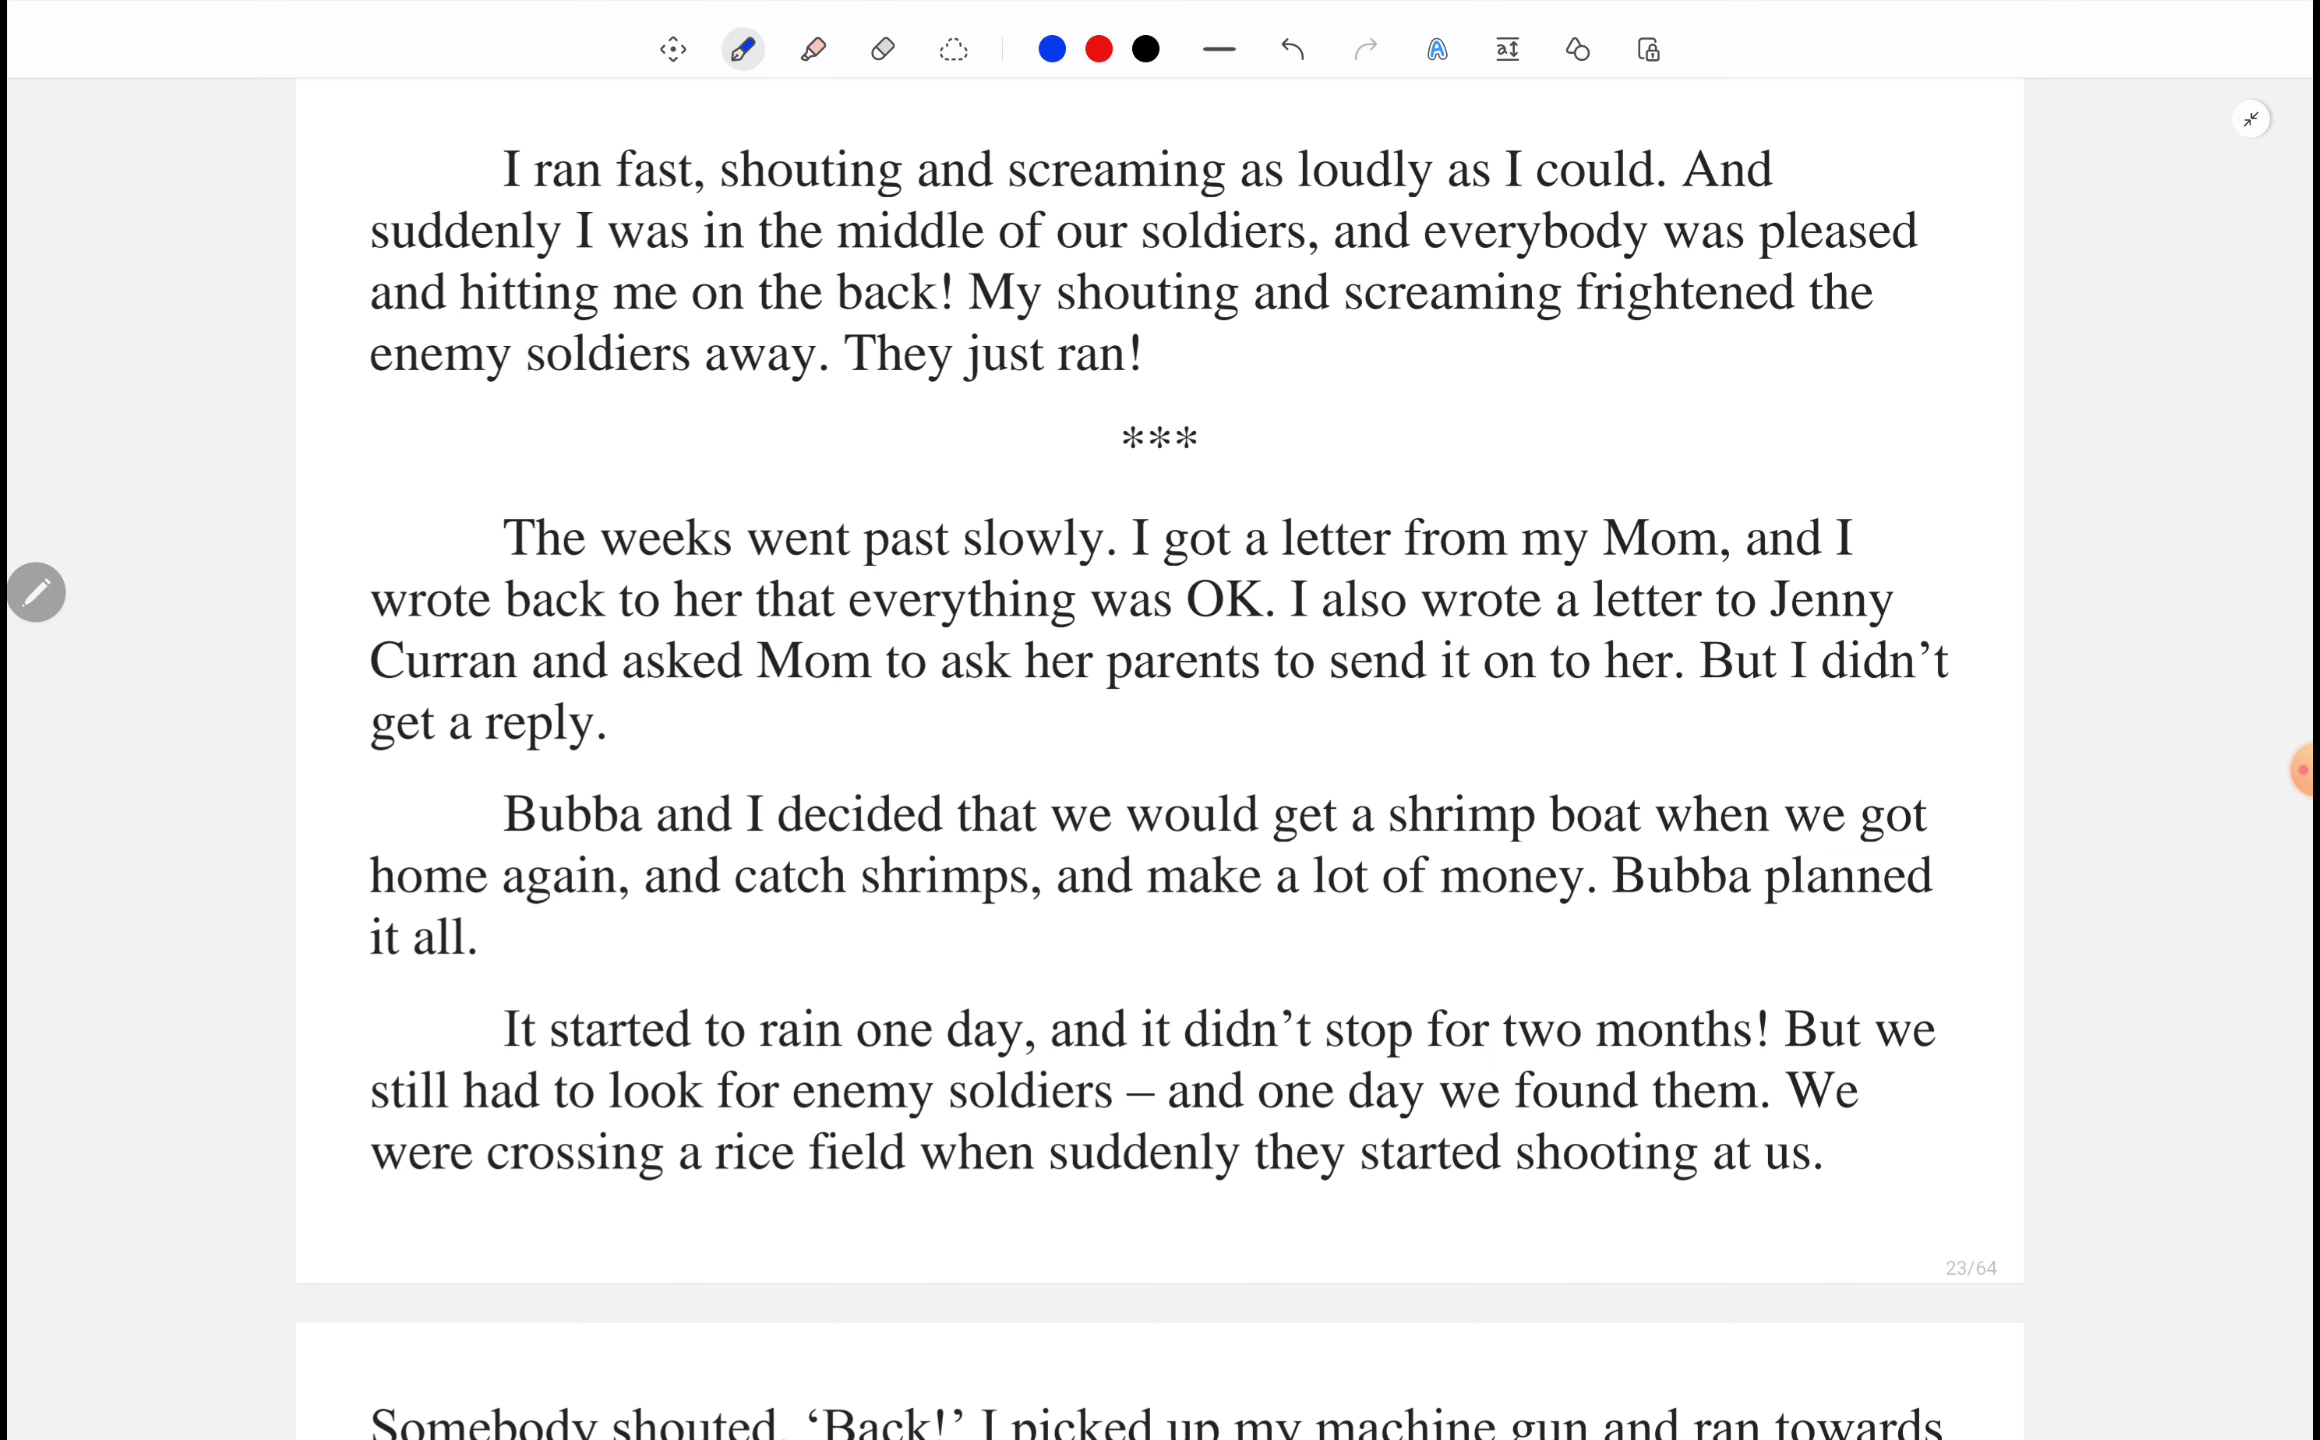 I ran fast, shouting and screaming as loudly as I could. And
suddenly I was in the middle of our soldiers, and everybody was pleased
and hitting me on the back! My shouting and screaming frightened the
enemy soldiers away. They just ran!
***
The weeks went past slowly. I got a letter from my Mom, and I
wrote back to her that everything was OK. I also wrote a letter to Jenny
Curran and asked Mom to ask her parents to send it on to her. But I didn’t
get a reply.
Bubba and I decided that we would get a shrimp boat when we got
home again, and catch shrimps, and make a lot of money. Bubba planned
it all.
It started to rain one day, and it didn’t stop for two months! But we
still had to look for enemy soldiers – and one day we found them. We
were crossing a rice field when suddenly they started shooting at us.
23/64
Somebody shouted, ‘Back!’ I picked up my machine gun and ran towards